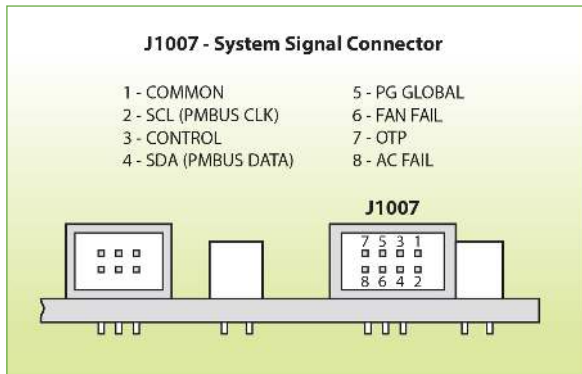 J1007 - System Signal Connector
1 - COMMON
2 - SCL (PMBUS CLK)
3 - CONTROL
4 - SDA (PMBUS DATA)
5 - PG GLOBAL
6 - FAN FAIL
7 - OTP
8 - AC FAIL
J1007
7 5 3 1
8 6 4 2